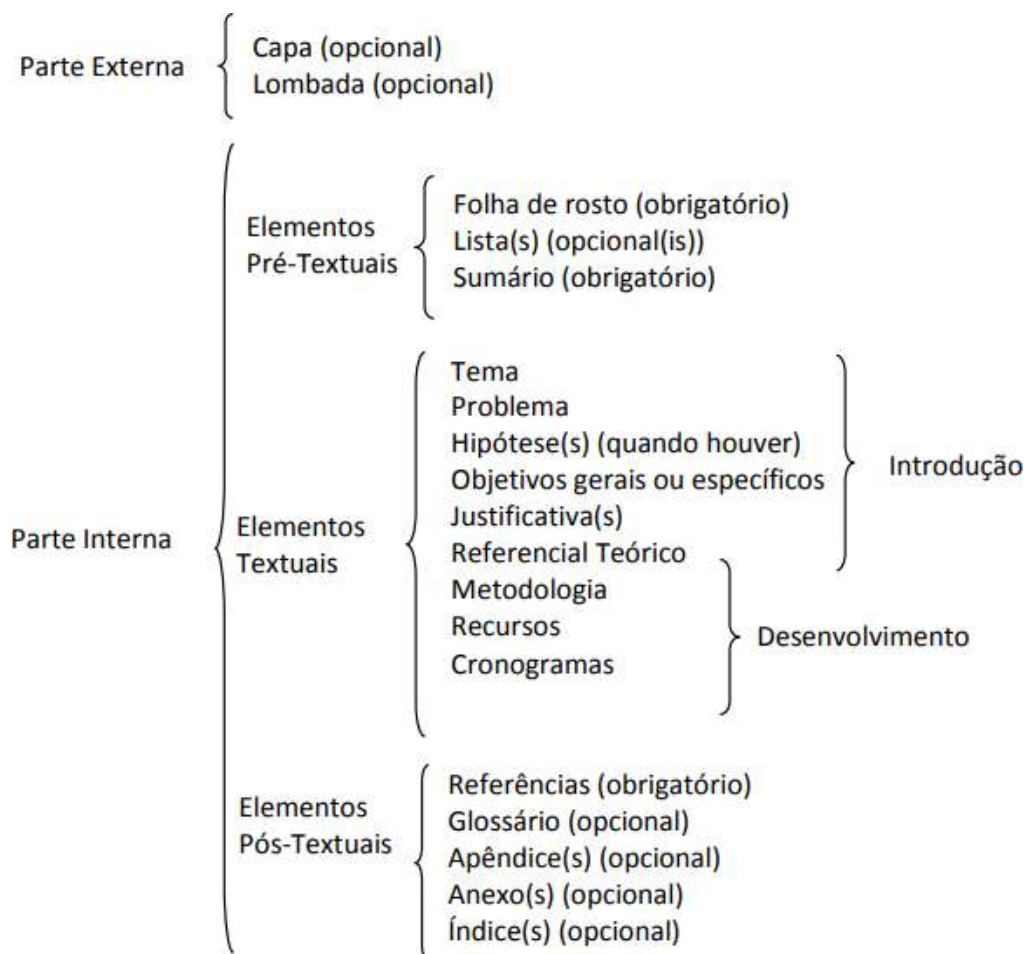 Parte Externa
Capa (opcional)
Lombada (opcional)
Parte Interna
Elementos
Pré-Textuais
Folha de rosto (obrigatório)
Lista(s) (opcional(is))
Sumário (obrigatório)
Elementos
Textuais
Tema
Problema
Hipótese(s) (quando houver)
Objetivos gerais ou específicos
Justificativa(s)
Referencial Teórico
Introdução
Metodologia
Recursos
Cronogramas
Desenvolvimento
Elementos
Pós-Textuais
Referências (obrigatório)
Glossário (opcional)
Apêndice(s) (opcional)
Anexo(s) (opcional)
Índice(s) (opcional)